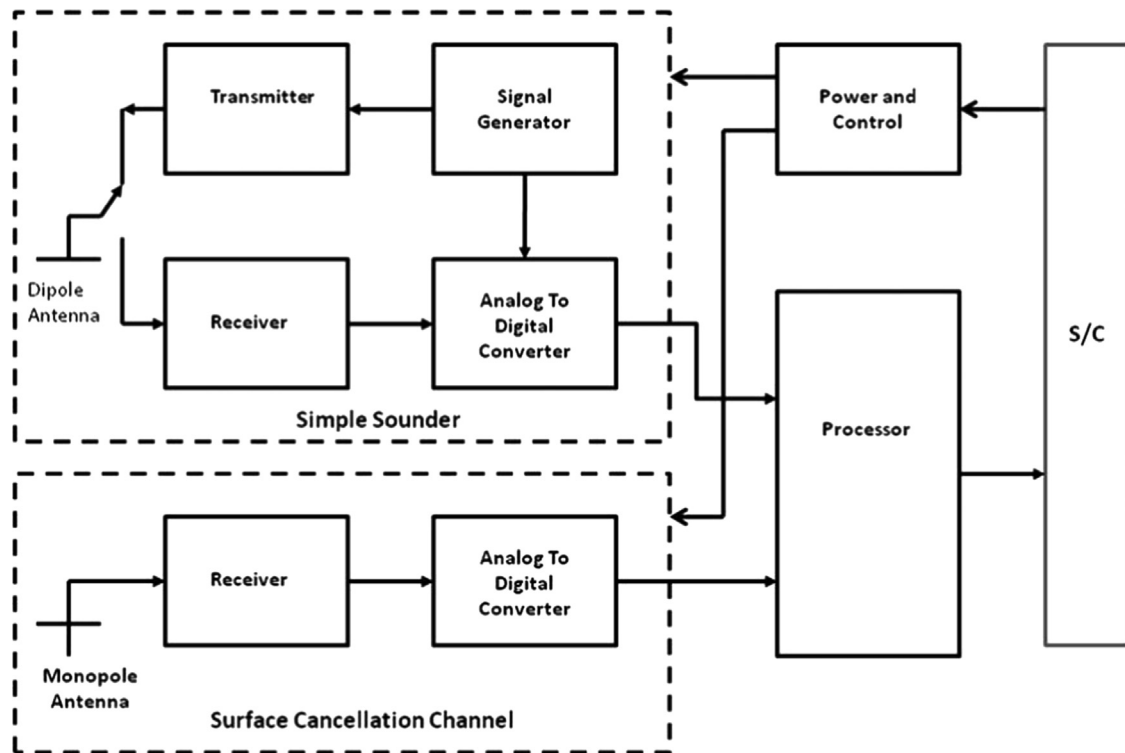 Transmitter
Signal
Generator
Power and
Control
Dipole
Antenna
Receiver
Analog To
Digital
Converter
S/C
Simple Sounder
Processor
Receiver
Analog To
Digital
Converter
Monopole
Antenna
Surface Cancellation Channel